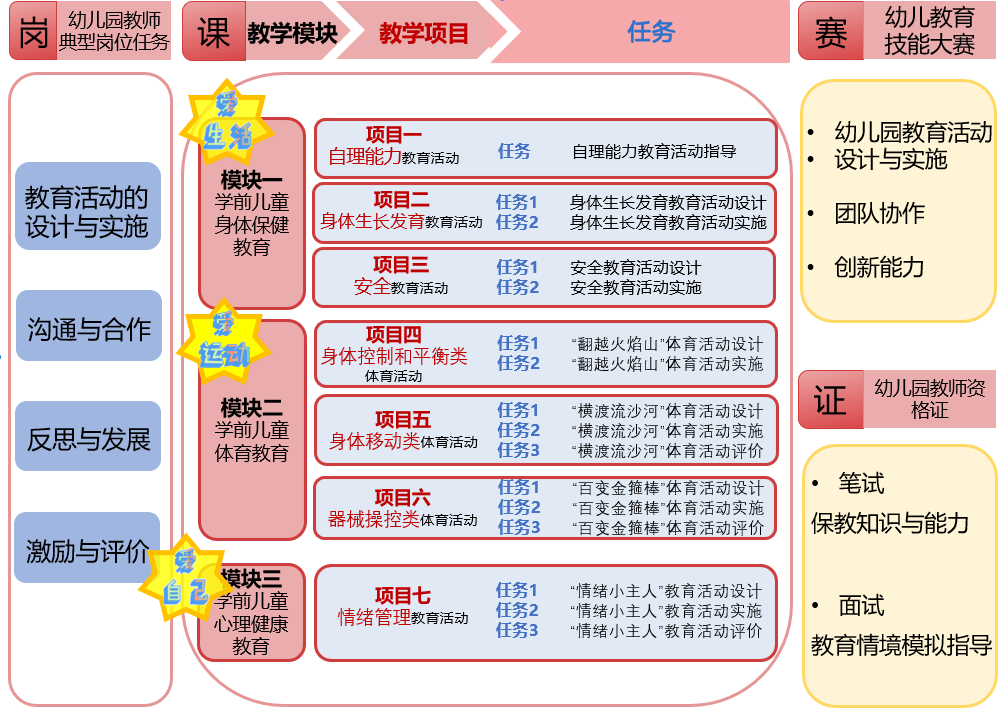 岗
幼儿园教师
典型岗位任务
课
教学模块
教学项目
任务
赛
幼儿教育
技能大赛
教育活动的
设计与实施
沟通与合作
反思与发展
激励与评价
爱
生活
模块一
学前儿童
身体保健
教育
项目一
自理能力教育活动
任务
自理能力教育活动指导
项目二
身体生长发育教育活动
任务1 身体生长发育教育活动设计
任务2 身体生长发育教育活动实施
项目三
安全教育活动
任务1 安全教育活动设计
任务2 安全教育活动实施
爱
运动
模块二
学前儿童
体育教育
项目四
身体控制和平衡类
体育活动
任务1 “翻越火焰山”体育活动设计
任务2 “翻越火焰山”体育活动实施
项目五
身体移动类体育活动
任务1 “横渡流沙河”体育活动设计
任务2 “横渡流沙河”体育活动实施
任务3 “横渡流沙河”体育活动评价
项目六
器械操控类体育活动
任务1 “百变金箍棒”体育活动设计
任务2 “百变金箍棒”体育活动实施
任务3 “百变金箍棒”体育活动评价
爱
自己
模块三
学前儿童
心理健康
教育
项目七
情绪管理教育活动
任务1 “情绪小主人”教育活动设计
任务2 “情绪小主人”教育活动实施
任务3 “情绪小主人”教育活动评价
• 幼儿园教育活动
• 设计与实施
• 团队协作
• 创新能力
证
幼儿园教师资
格证
• 笔试
保教知识与能力
• 面试
教育情境模拟指导